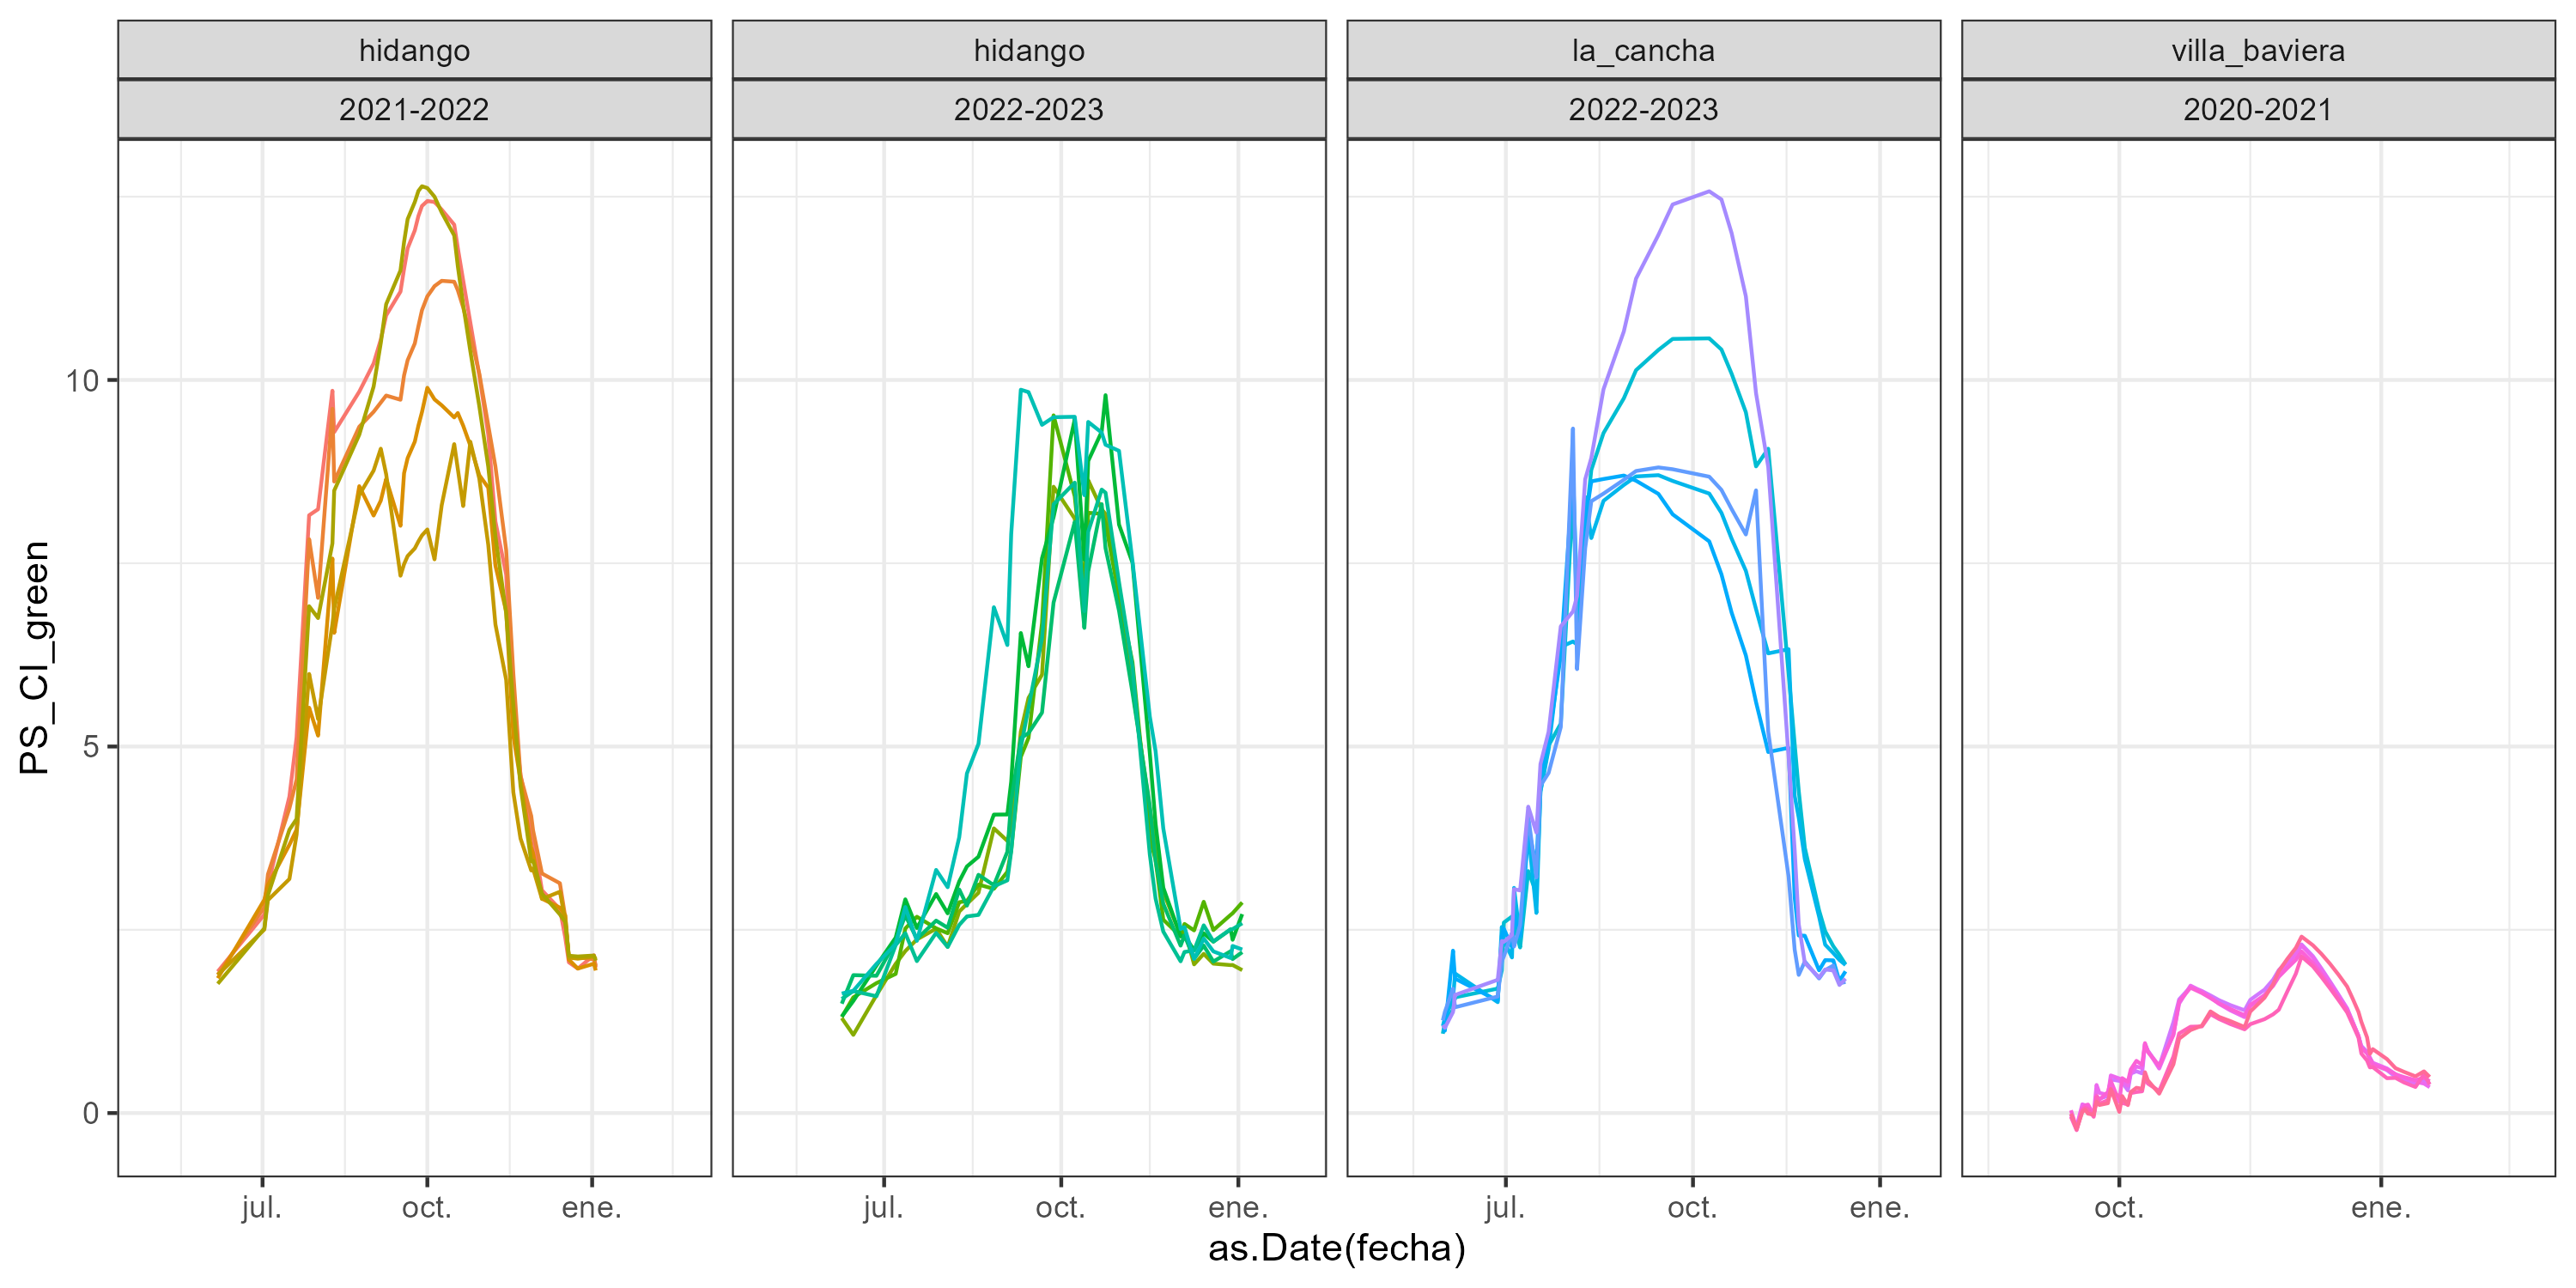 hidango hidango la_cancha villa_baviera
2021-2022 2022-2023 2022-2023 2020-2021
PS_CI_green
10
5
0
jul. oct. ene. jul. oct. ene. jul. oct. ene. oct. ene.
as.Date(fecha)